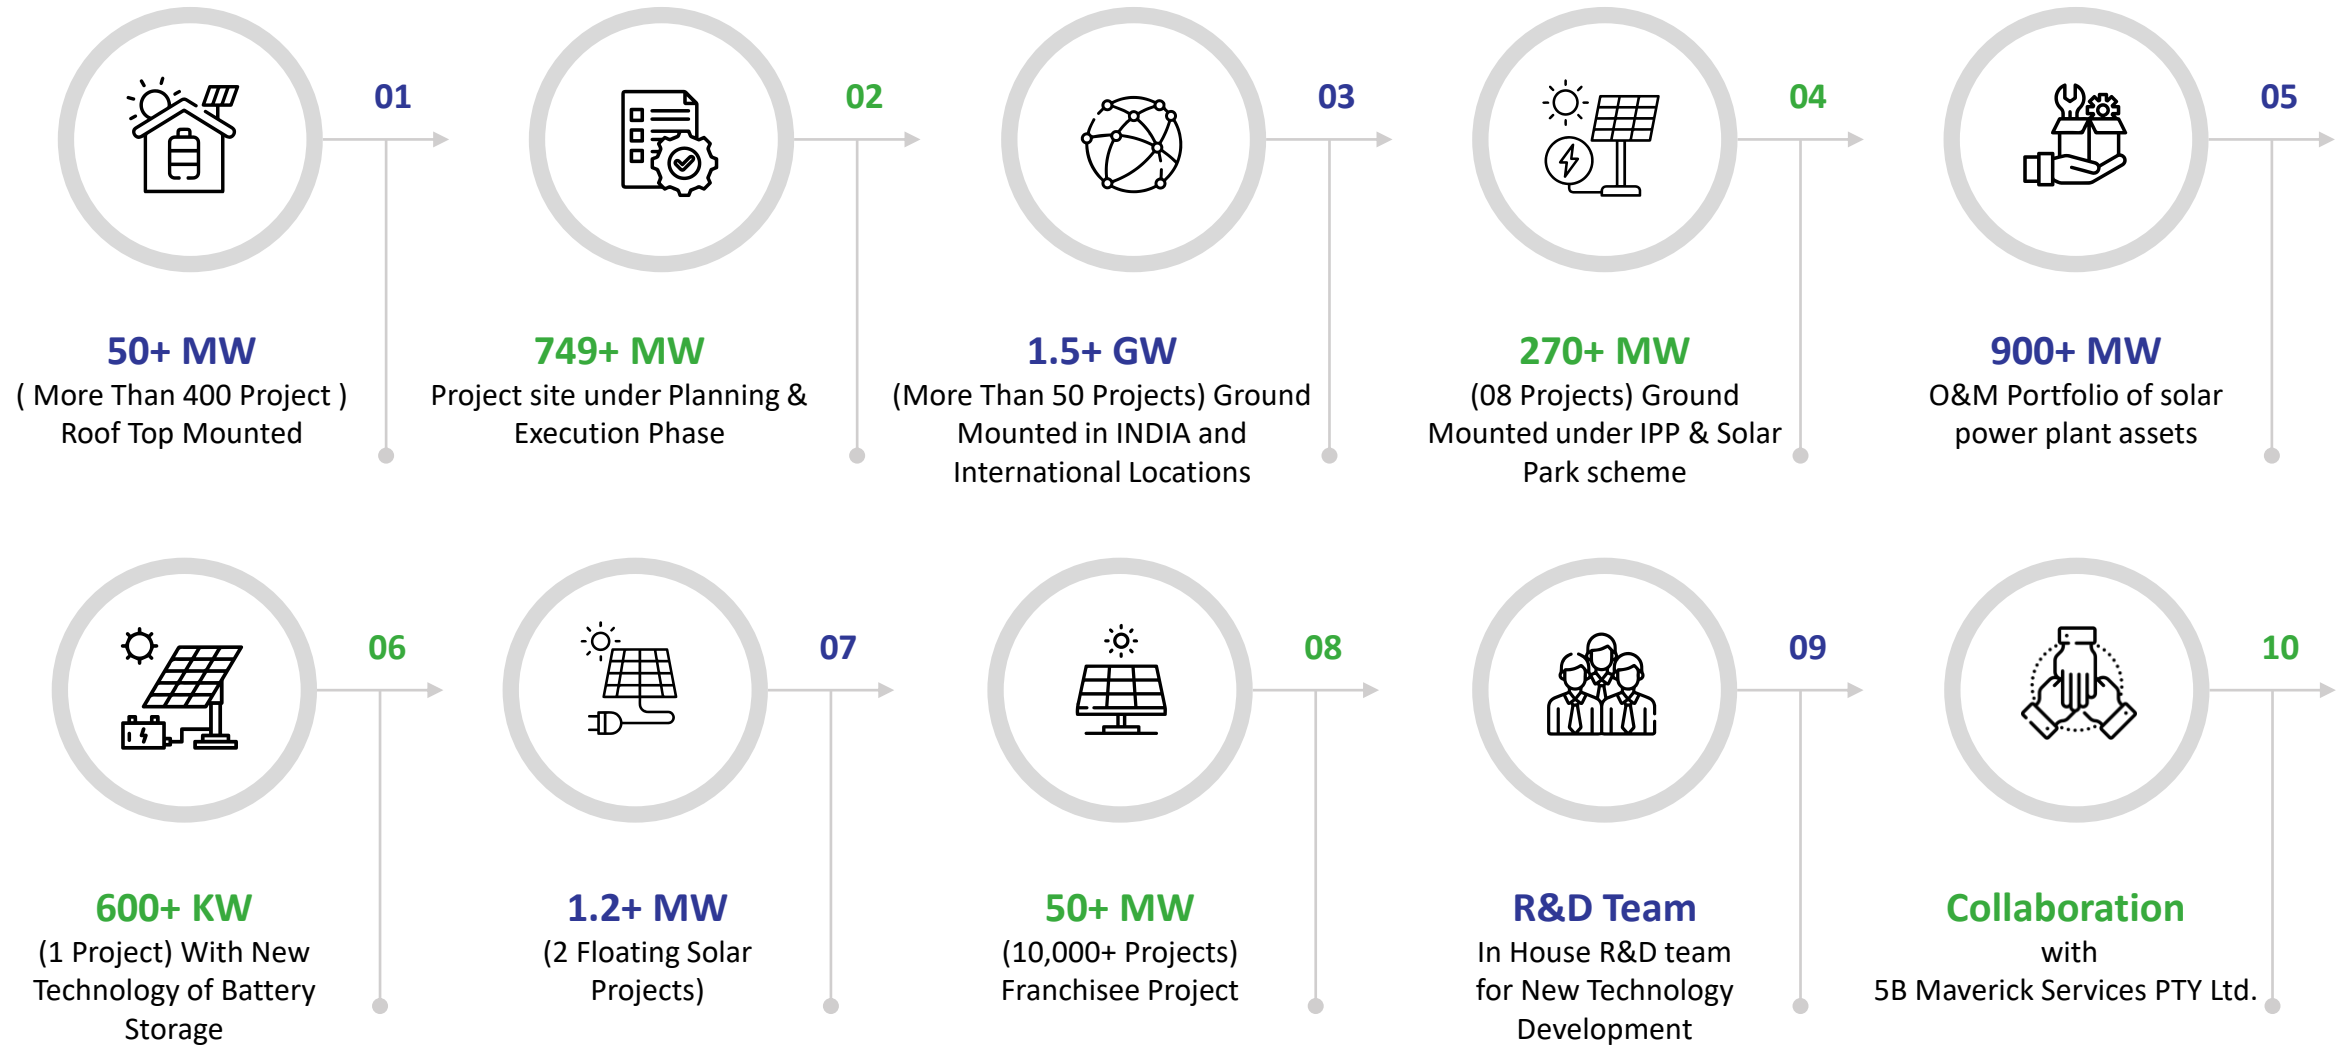 01
50+ MW
( More Than 400 Project )
Roof Top Mounted
02
749+ MW
Project site under Planning &
Execution Phase
03
1.5+ GW
(More Than 50 Projects) Ground
Mounted in INDIA and
International Locations
04
270+ MW
(08 Projects) Ground
Mounted under IPP & Solar
Park scheme
05
900+ MW
O&M Portfolio of solar
power plant assets
06
600+ KW
(1 Project) With New
Technology of Battery
Storage
07
1.2+ MW
(2 Floating Solar
Projects)
08
50+ MW
(10,000+ Projects)
Franchisee Project
09
R&D Team
In House R&D team
for New Technology
Development
10
Collaboration
with
5B Maverick Services PTY Ltd.